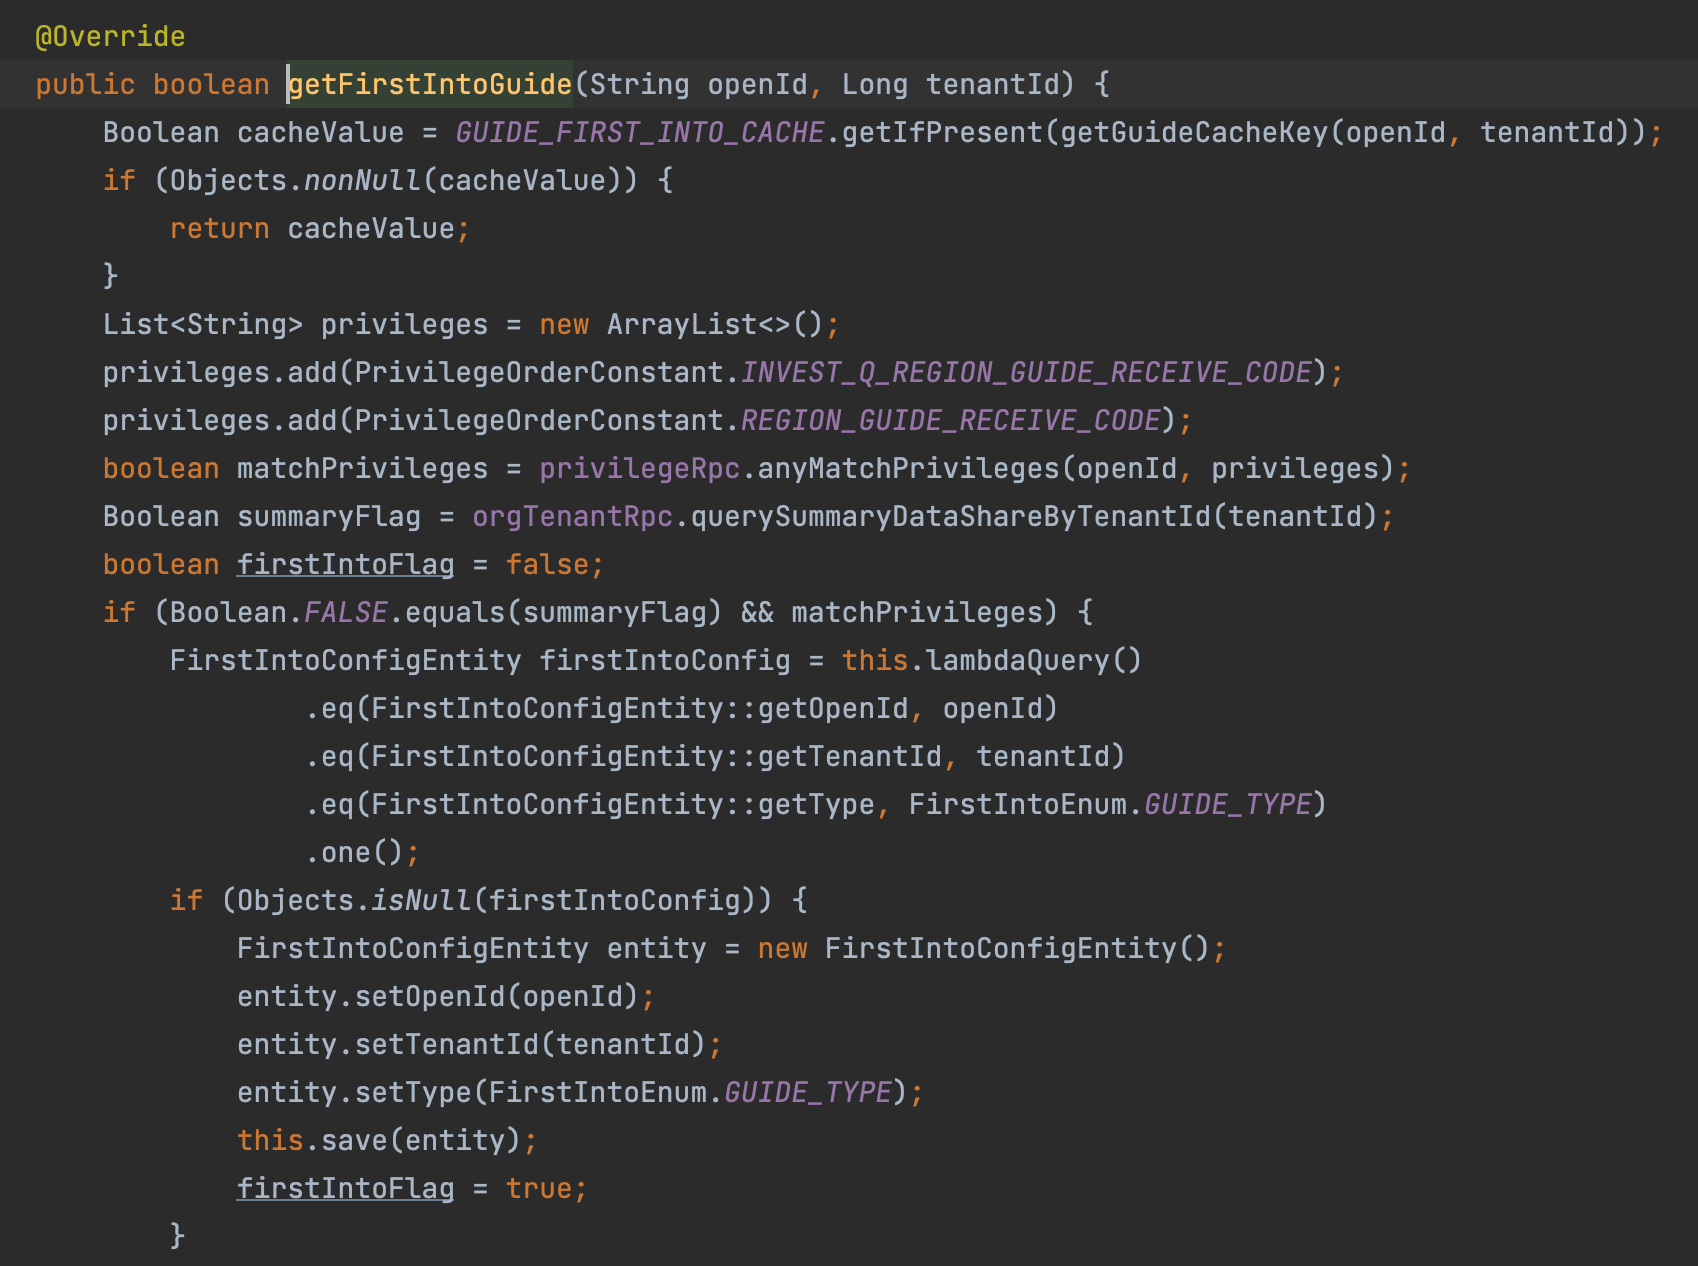 @Override
public boolean getFirstIntoGuide(String openId, Long tenantId) {
    Boolean cacheValue = GUIDE_FIRST_INTO_CACHE.getIfPresent(getGuideCacheKey(openId, tenantId));
    if (Objects.nonNull(cacheValue)) {
        return cacheValue;
    }
    List<String> privileges = new ArrayList<>();
    privileges.add(PrivilegeOrderConstant.INVEST_Q_REGION_GUIDE_RECEIVE_CODE);
    privileges.add(PrivilegeOrderConstant.REGION_GUIDE_RECEIVE_CODE);
    boolean matchPrivileges = privilegeRpc.anyMatchPrivileges(openId, privileges);
    Boolean summaryFlag = orgTenantRpc.querySummaryDataShareByTenantId(tenantId);
    boolean firstIntoFlag = false;
    if (Boolean.FALSE.equals(summaryFlag) && matchPrivileges) {
        FirstIntoConfigEntity firstIntoConfig = this.lambdaQuery()
                .eq(FirstIntoConfigEntity::getOpenId, openId)
                .eq(FirstIntoConfigEntity::getTenantId, tenantId)
                .eq(FirstIntoConfigEntity::getType, FirstIntoEnum.GUIDE_TYPE)
                .one();
        if (Objects.isNull(firstIntoConfig)) {
            FirstIntoConfigEntity entity = new FirstIntoConfigEntity();
            entity.setOpenId(openId);
            entity.setTenantId(tenantId);
            entity.setType(FirstIntoEnum.GUIDE_TYPE);
            this.save(entity);
            firstIntoFlag = true;
        }